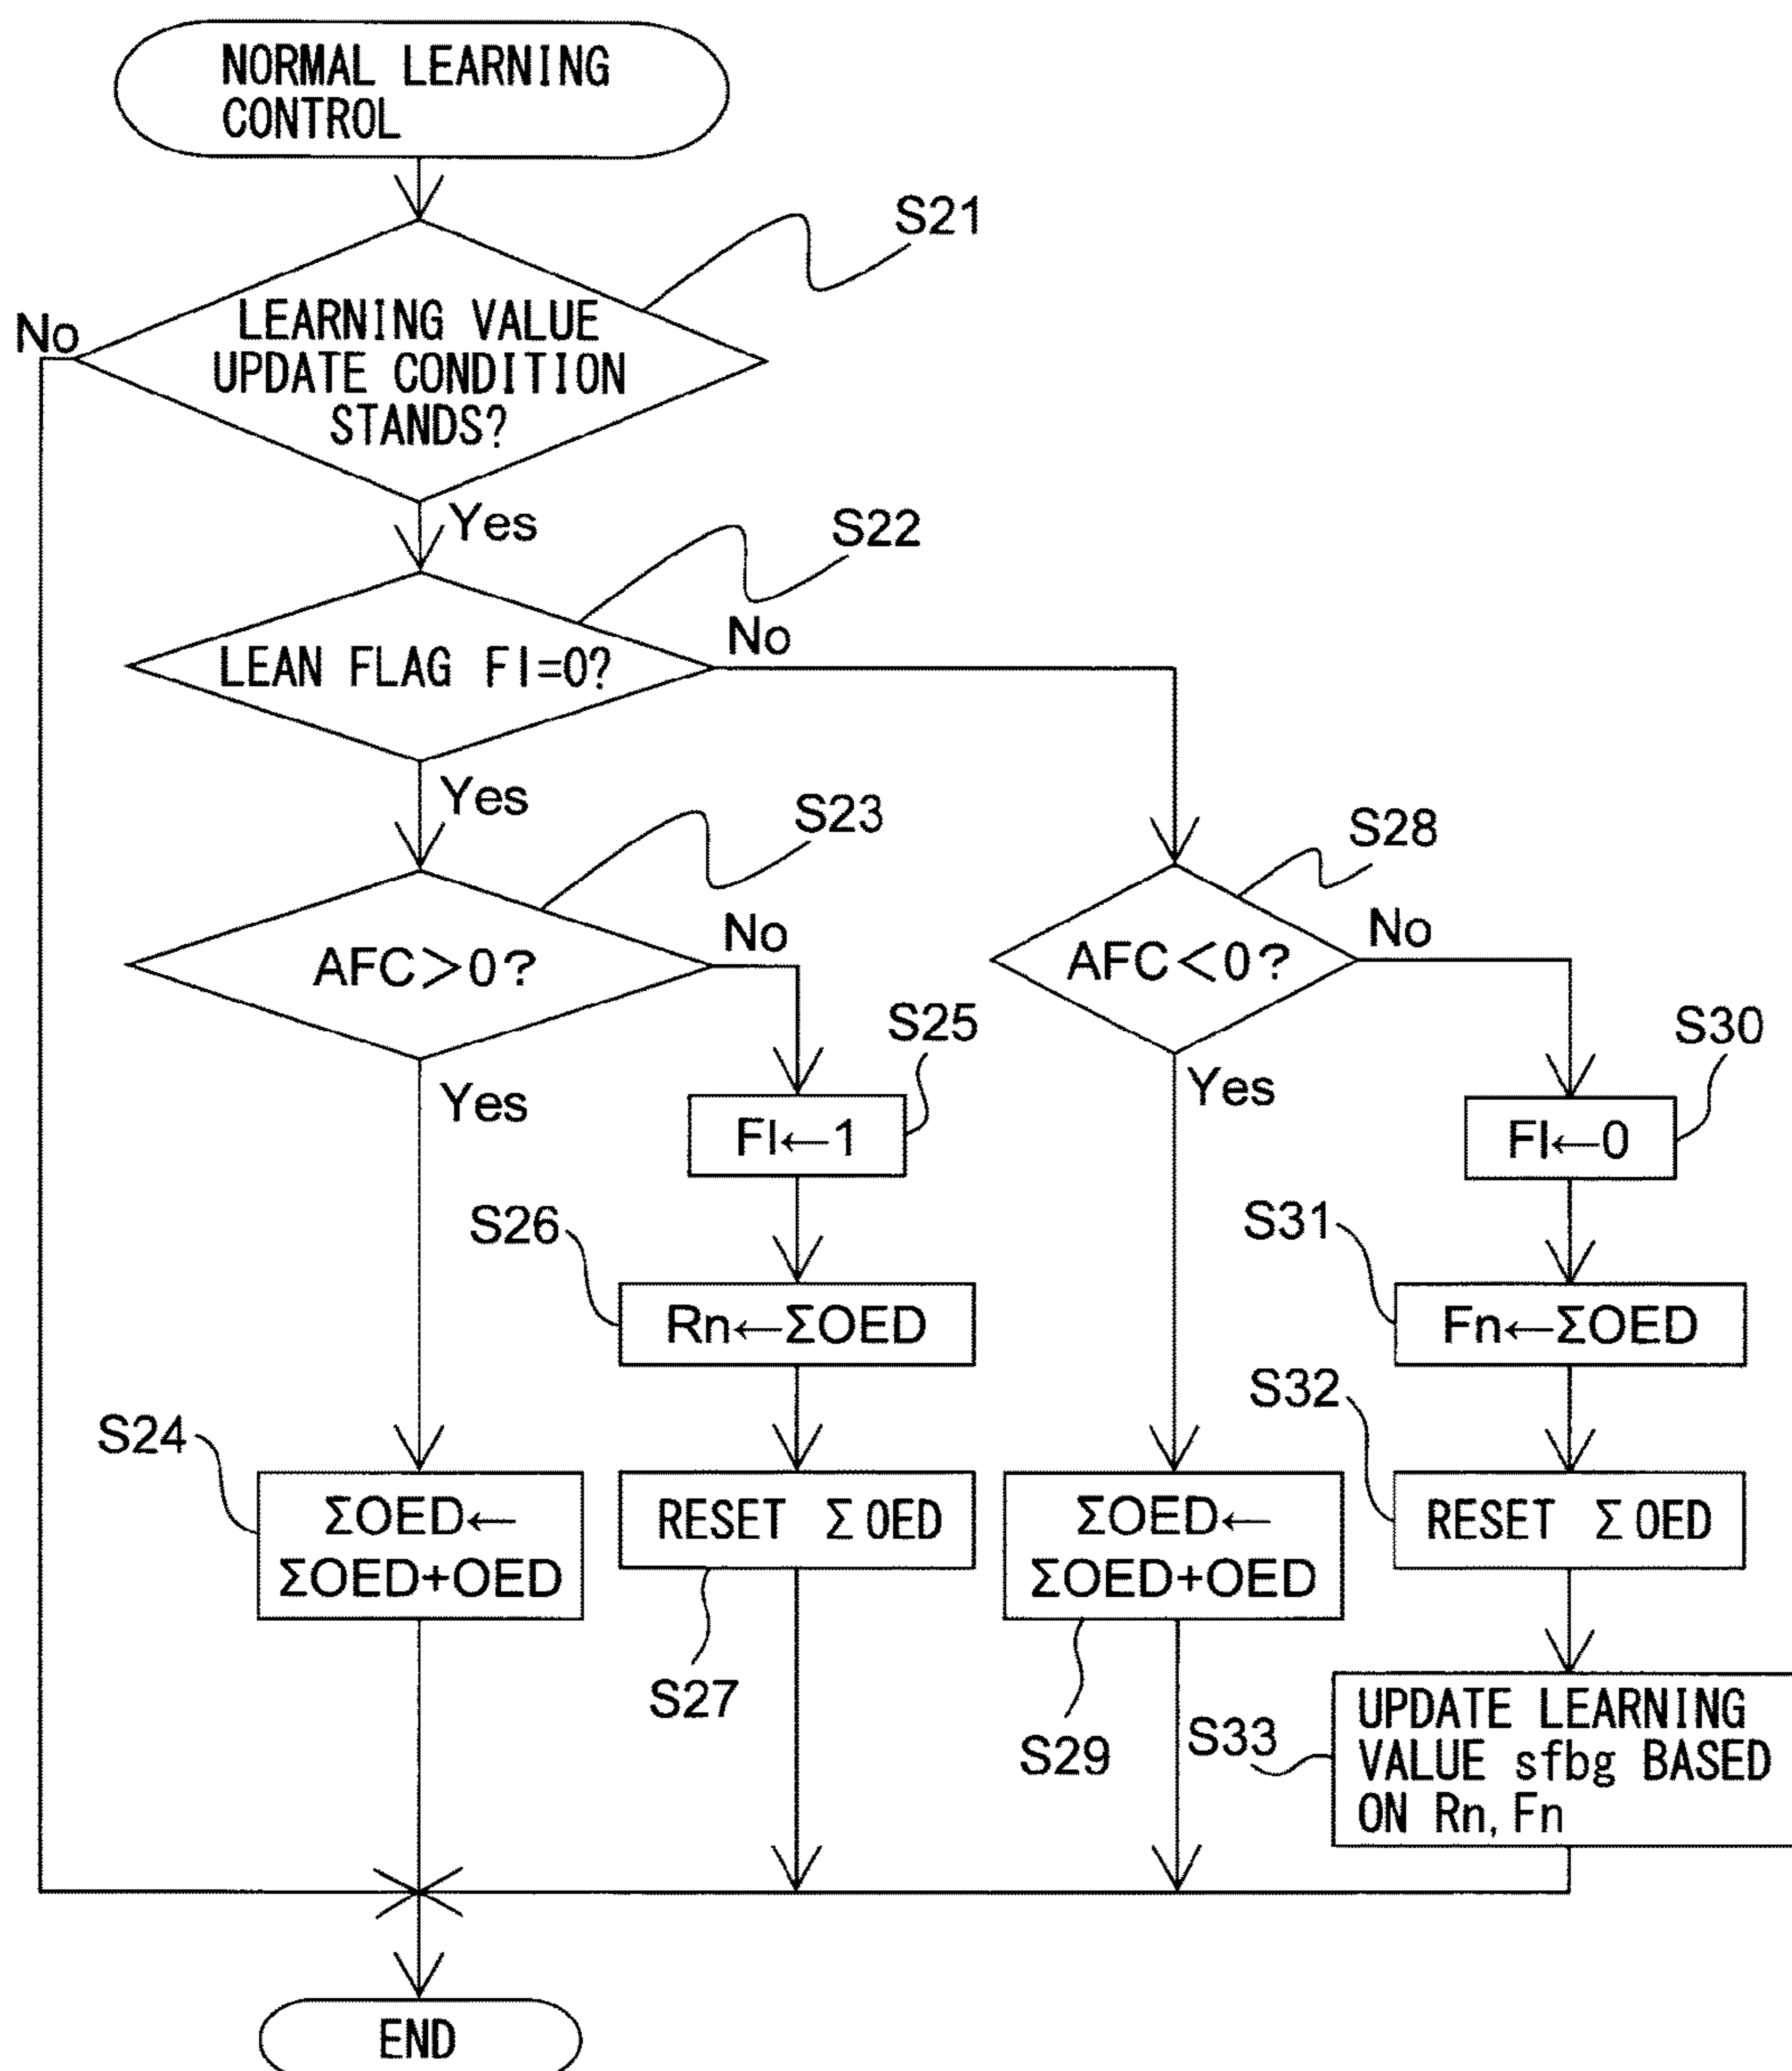 NORMAL LEARNING
CONTROL
S21
No
LEARNING VALUE
UPDATE CONDITION
STANDS?
Yes
S22
No
LEAN FLAG Fl=0?
Yes
S23
S28
No
No
AFC>0?
AFC<0?
S25
S30
Yes
Yes
Fl←1
Fl←0
S26
S31
Rn←ΣOED
Fn←ΣOED
S32
S24
ΣOED←
ΣOED+OED
RESET ΣOED
ΣOED←
ΣOED+OED
RESET ΣOED
S27
S29
S33
UPDATE LEARNING
VALUE sfbg BASED
ON Rn, Fn
END